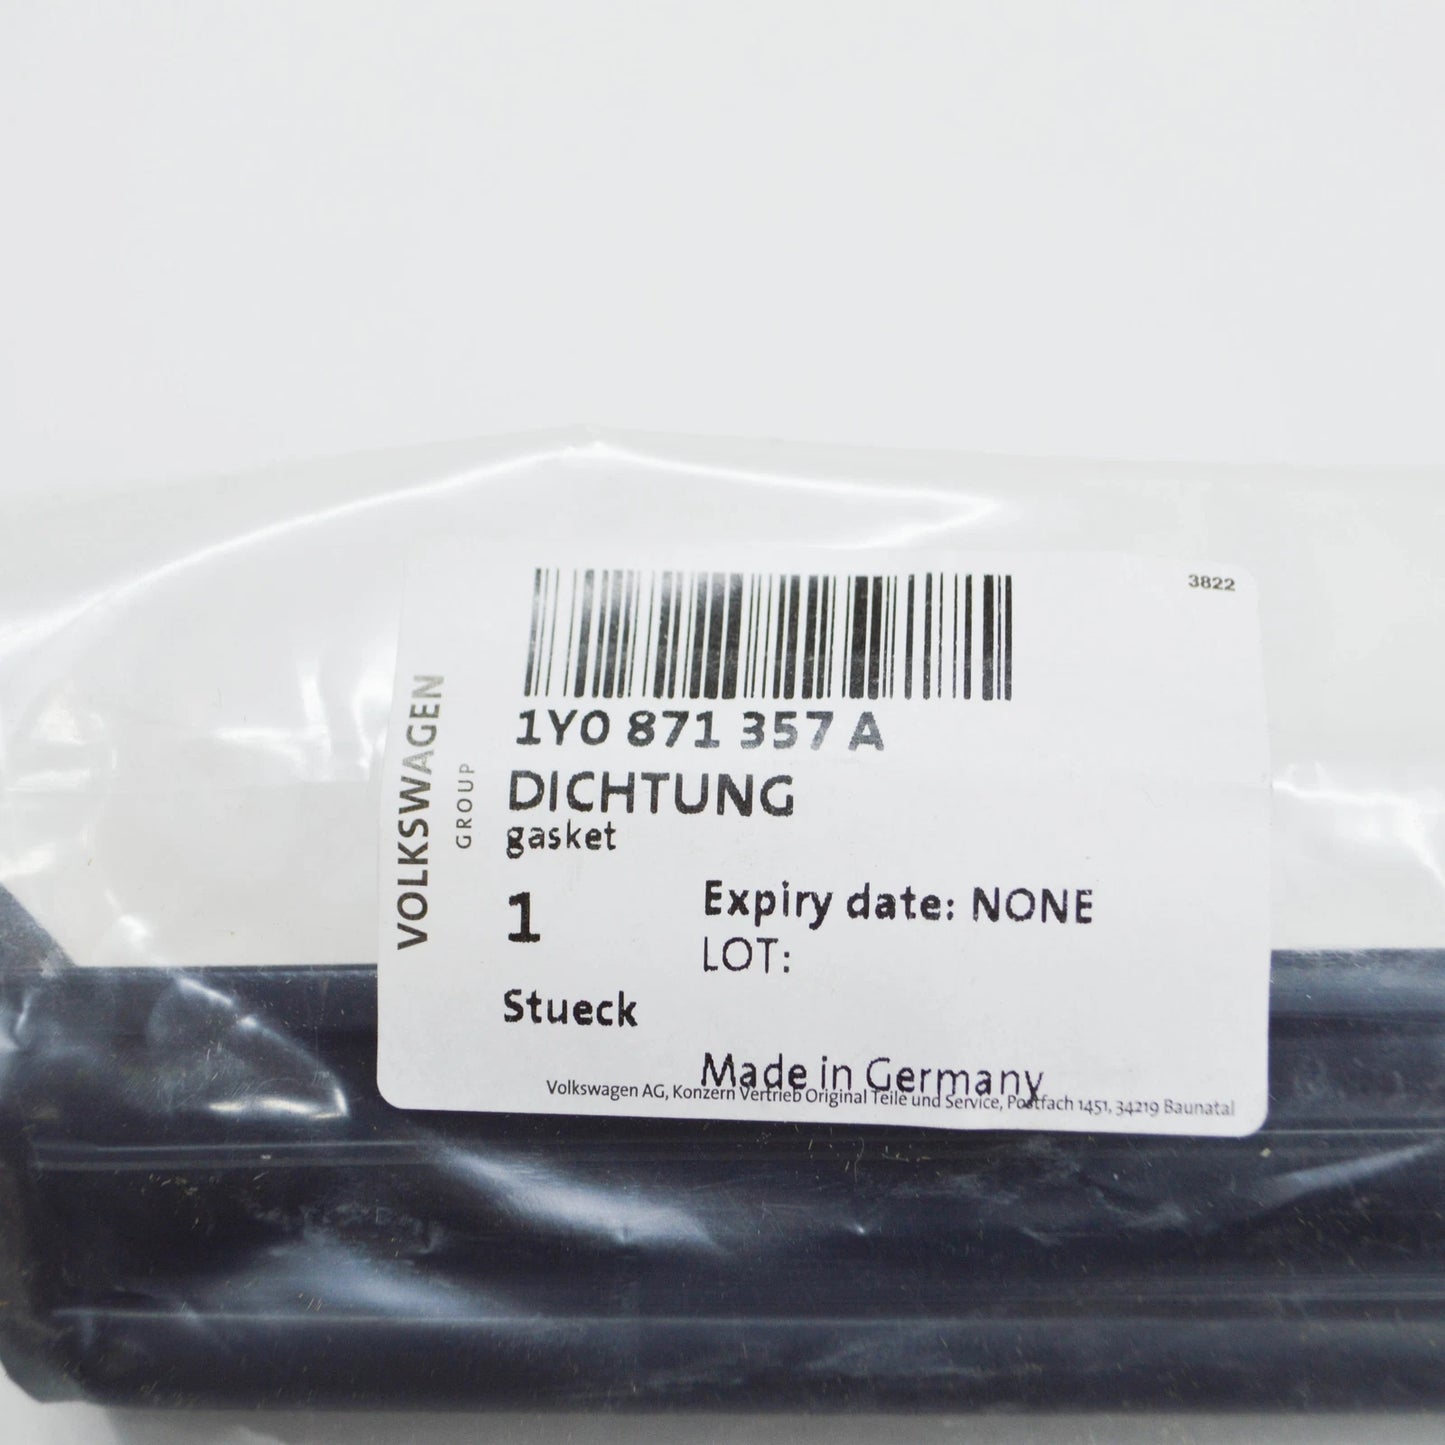 3822
VOLKSWAGEN
GROUP
1Y0 871 357 A
DICHTUNG
gasket
1
Expiry date: NONE
LOT:
Stueck
Made in Germany
Volkswagen AG, Konzern Vertrieb Original Teile und Service, Postfach 1451, 34219 Baunatal